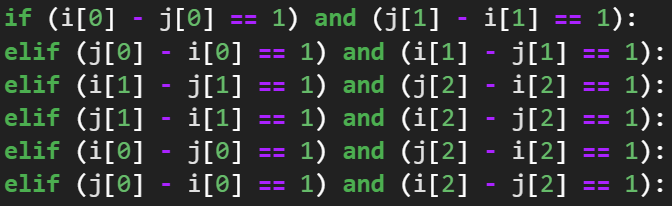 if (i[0] - j[0] == 1) and (j[1] - i[1] == 1):
elif (j[0] - i[0] == 1) and (i[1] - j[1] == 1):
elif (i[1] - j[1] == 1) and (j[2] - i[2] == 1):
elif (j[1] - i[1] == 1) and (i[2] - j[2] == 1):
elif (i[0] - j[0] == 1) and (j[2] - i[2] == 1):
elif (j[0] - i[0] == 1) and (i[2] - j[2] == 1):